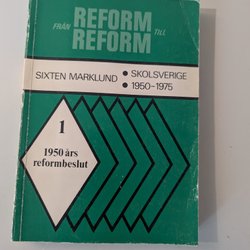 REFORM
FRÅN TILL
REFORM
SIXTEN MARKLUND • SKOLSVERIGE
• 1950-1975
1
1950 års
reformbeslut